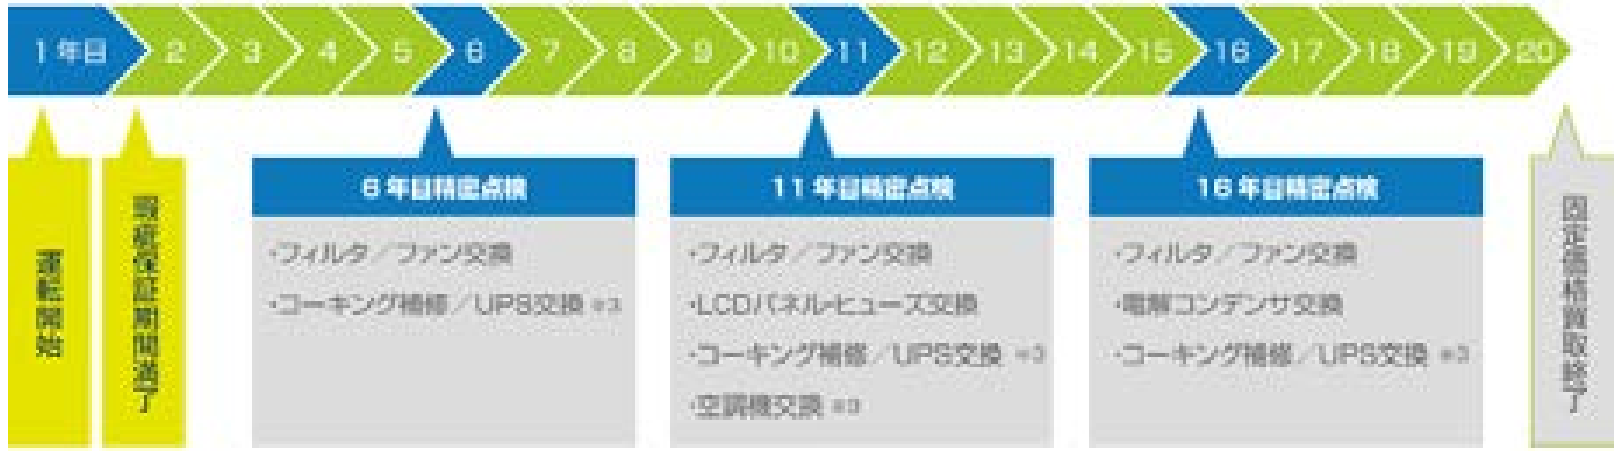 1年目 2 3 4 5 6 7 8 9 10 11 12 13 14 15 16 17 18 19 20
運転開始
瑕疵保証期間満了
6年目精密点検
・フィルタ／ファン交換
・コーキング補修／UPS交換 ※3
11年目精密点検
・フィルタ／ファン交換
・LCDパネル・ヒューズ交換
・コーキング補修／UPS交換 ※3
・空調機交換 ※3
16年目精密点検
・フィルタ／ファン交換
・電解コンデンサ交換
・コーキング補修／UPS交換 ※3
固定価格買取終了